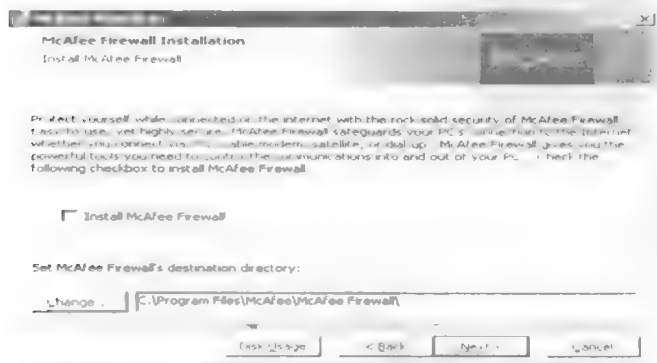 McAfee Firewall Installation
Install McAfee Firewall
Protect yourself while connected on the internet with the rock solid security of McAfee Firewall
Easy to use, yet highly secure, McAfee Firewall safeguards your PC's connection to the Internet
whether you connect via modem, satellite, or dial up McAfee Firewall gives you the
powerful tools you need to control the communications into and out of your PC Check the
following checkbox to install McAfee Firewall
Install McAfee Firewall
Set McAfee Firewall's destination directory:
Change..
C:\Program Files\McAfee\McAfee Firewall\
Disk Usage
< Back
Next >
Cancel